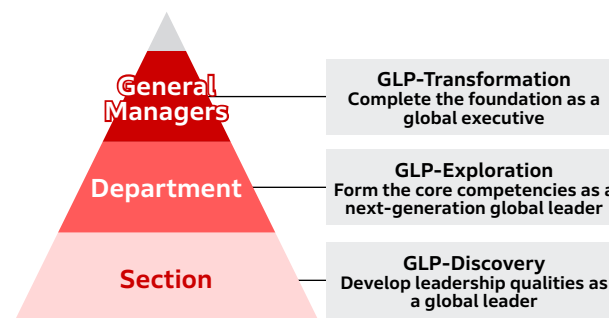 General
Managers
GLP-Transformation
Complete the foundation as a
global executive
Department
GLP-Exploration
Form the core competencies as a
next-generation global leader
Section
GLP-Discovery
Develop leadership qualities as
a global leader